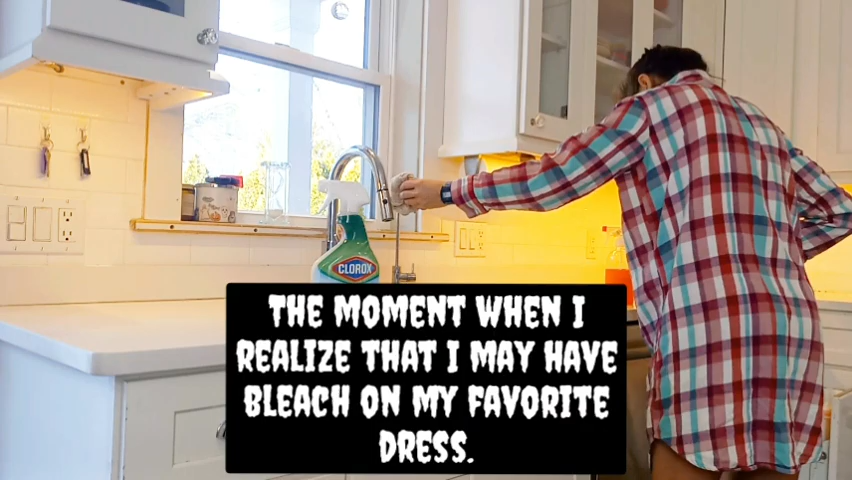 CLOROX
THE MOMENT WHEN I
REALIZE THAT I MAY HAVE
BLEACH ON MY FAVORITE
DRESS.